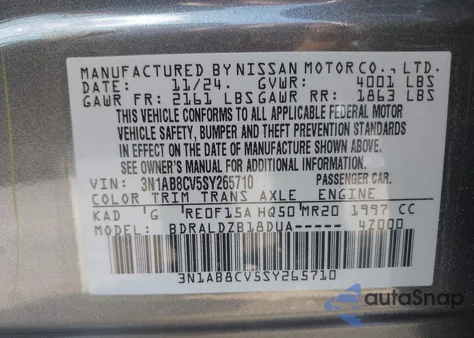 MANUFACTURED BY NISSAN MOTOR CO., LTD.
DATE: 11/24. GVWR: 4001 LBS
GAWR FR: 2161 LBS GAWR RR: 1863 LBS
THIS VEHICLE CONFORMS TO ALL APPLICABLE FEDERAL MOTOR
VEHICLE SAFETY, BUMPER AND THEFT PREVENTION STANDARDS
IN EFFECT ON THE DATE OF MANUFACTURE SHOWN ABOVE.
SEE OWNER'S MANUAL FOR ADDITIONAL INFORMATION.
VIN: 3N1AB8CV5SY265710 PASSENGER CAR.
COLOR TRIM TRANS AXLE ENGINE
KAD G RE0F15A HQ50 MR20 1997 CC
BDRALDZB18DUA----- 4Z000
3N1AB8CV5SY265710
autoSnap